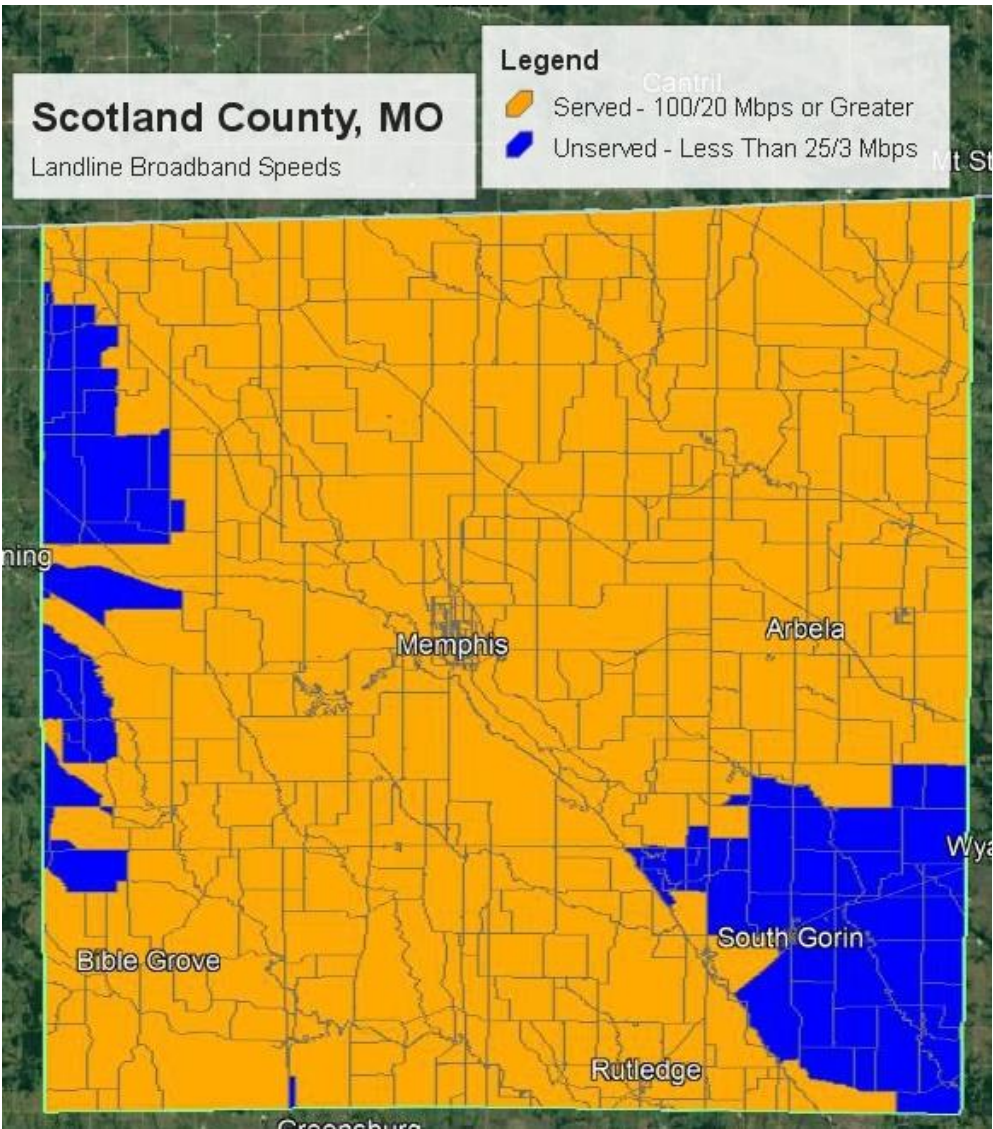 Scotland County, MO
Landline Broadband Speeds
Legend
Cantril
Served - 100/20 Mbps or Greater
Unserved - Less Than 25/3 Mbps
Mt St
ning
Memphis
Arbela
Wya
South Gorin
Bible Grove
Rutledge
Greensburg